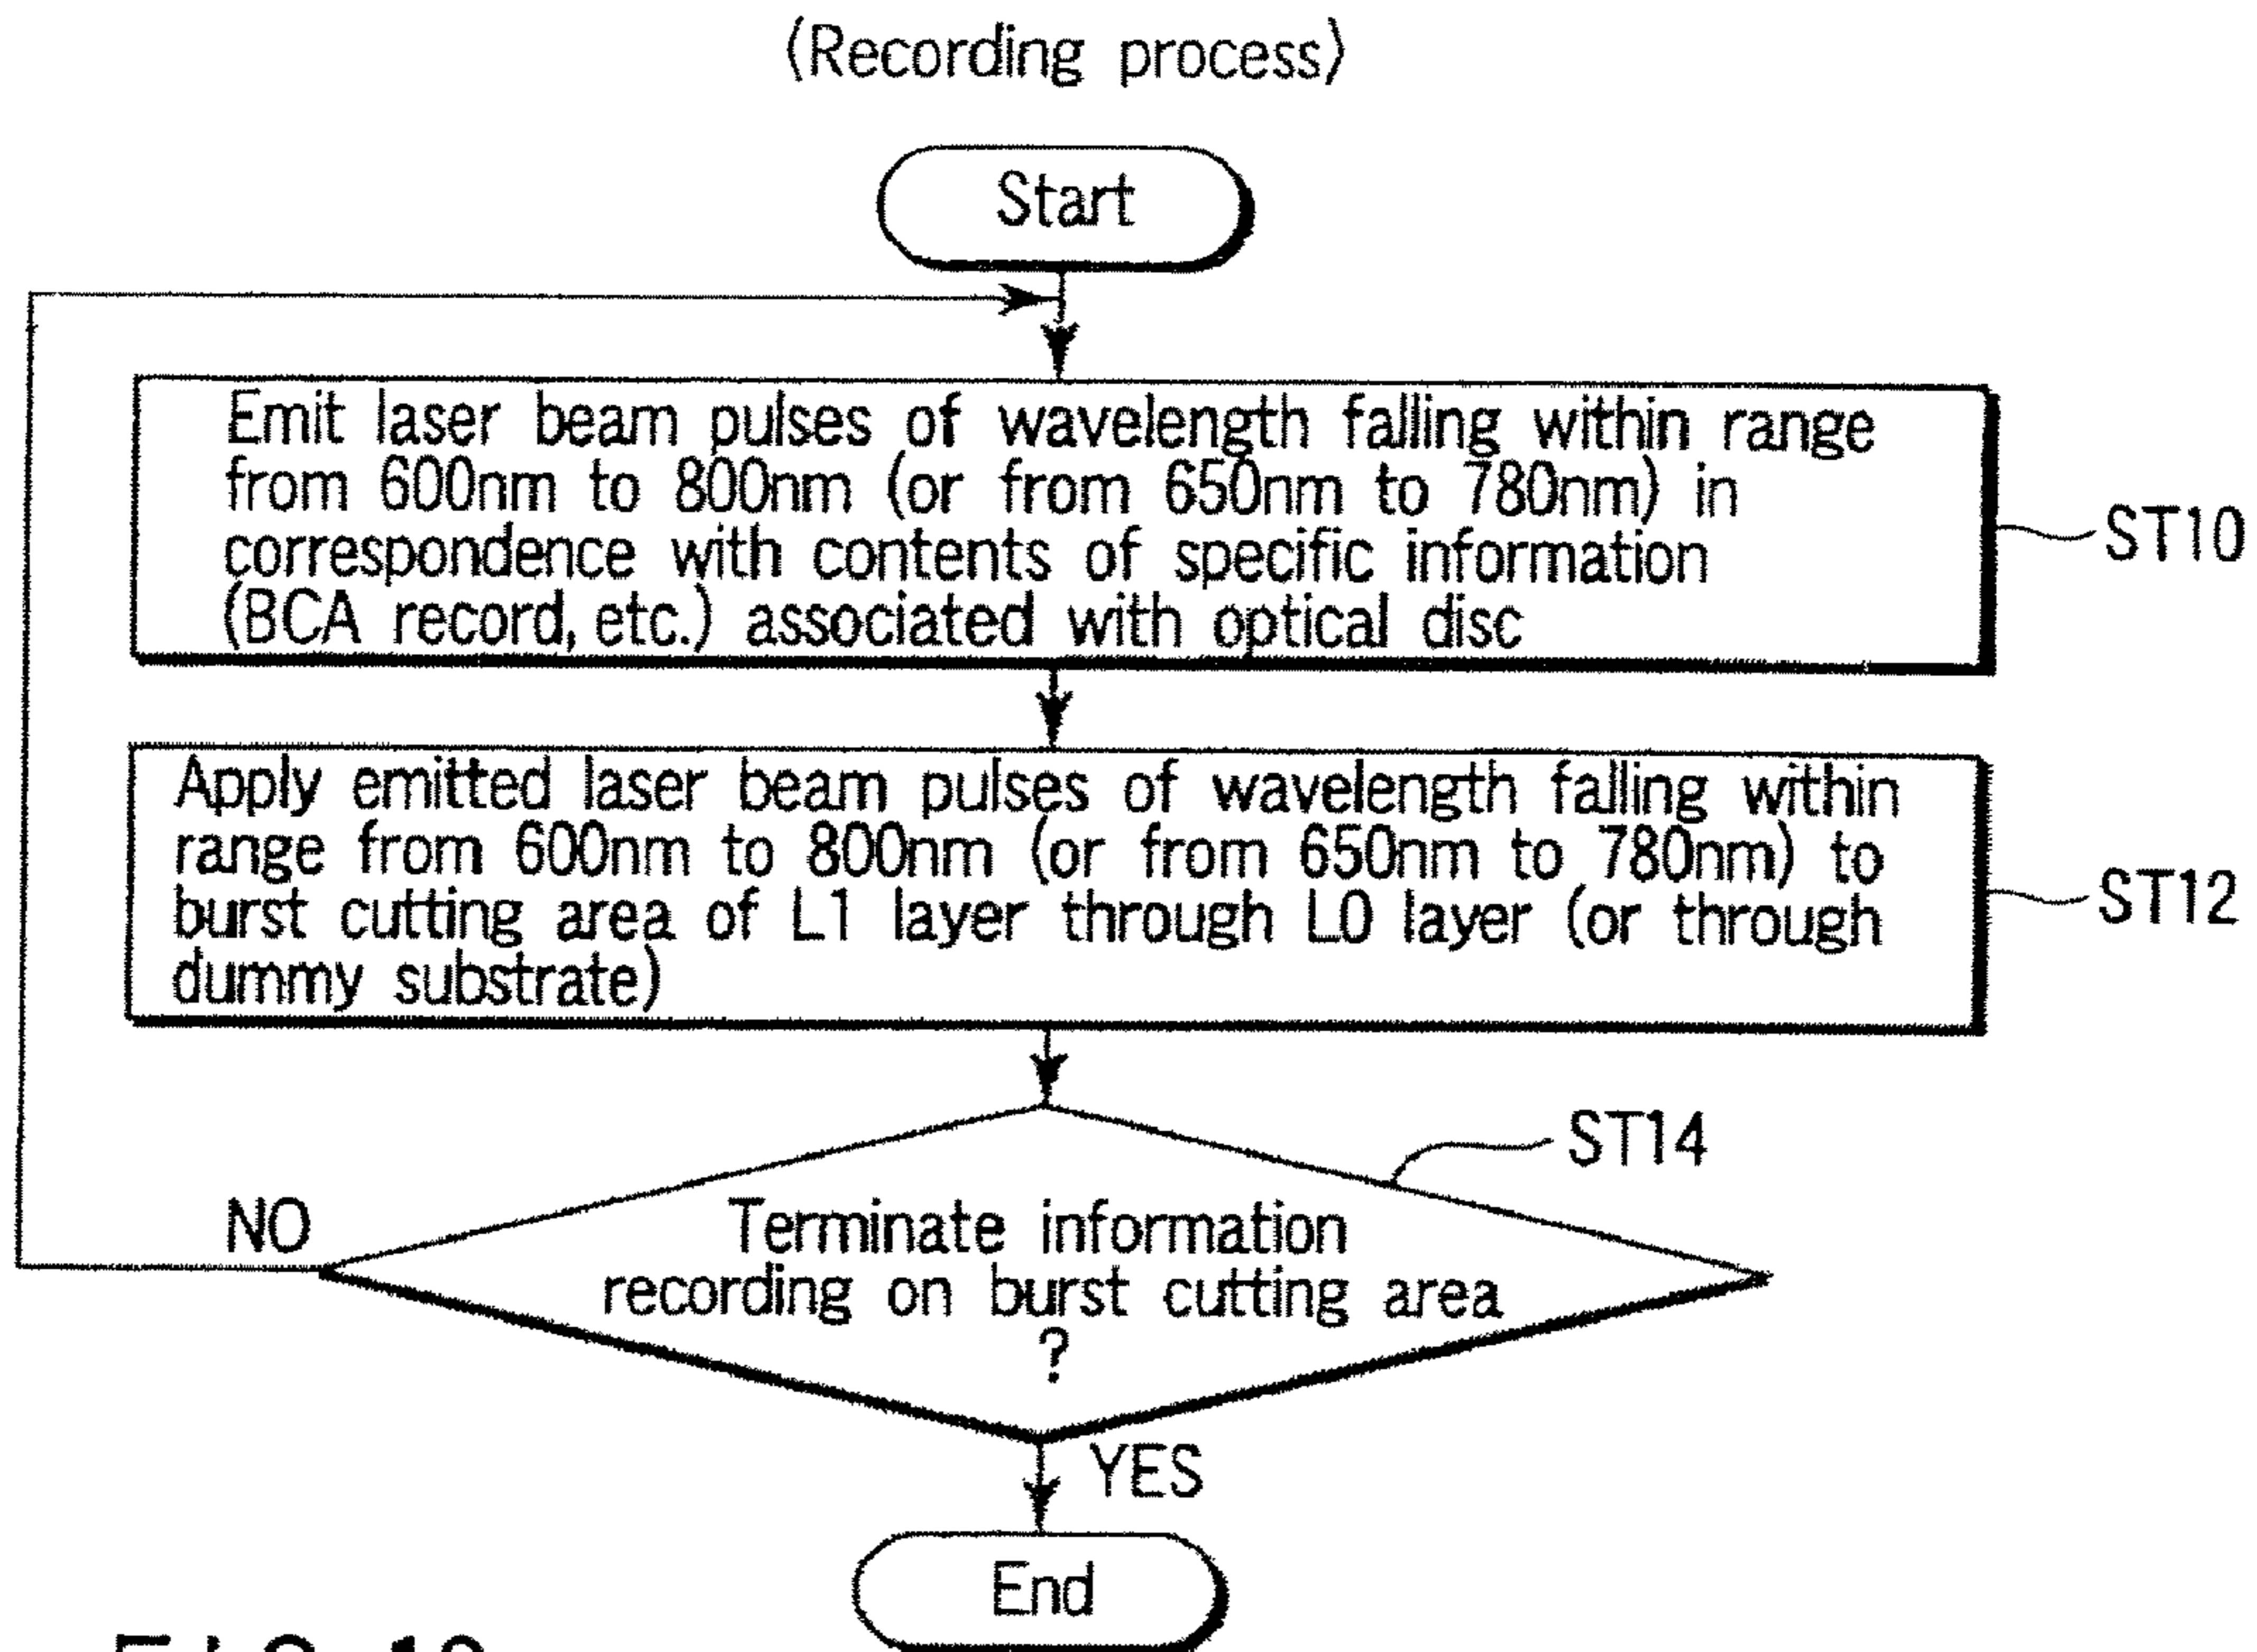 (Recording process)
Start
Emit laser beam pulses of wavelength falling within range
from 600nm to 800nm (or from 650nm to 780nm) in
correspondence with contents of specific information
(BCA record, etc.) associated with optical disc
ST10
Apply emitted laser beam pulses of wavelength falling within
range from 600nm to 800nm (or from 650nm to 780nm) to
burst cutting area of L1 layer through L0 layer (or through
dummy substrate)
ST12
ST14
NO
Terminate information
recording on burst cutting area
?
YES
End